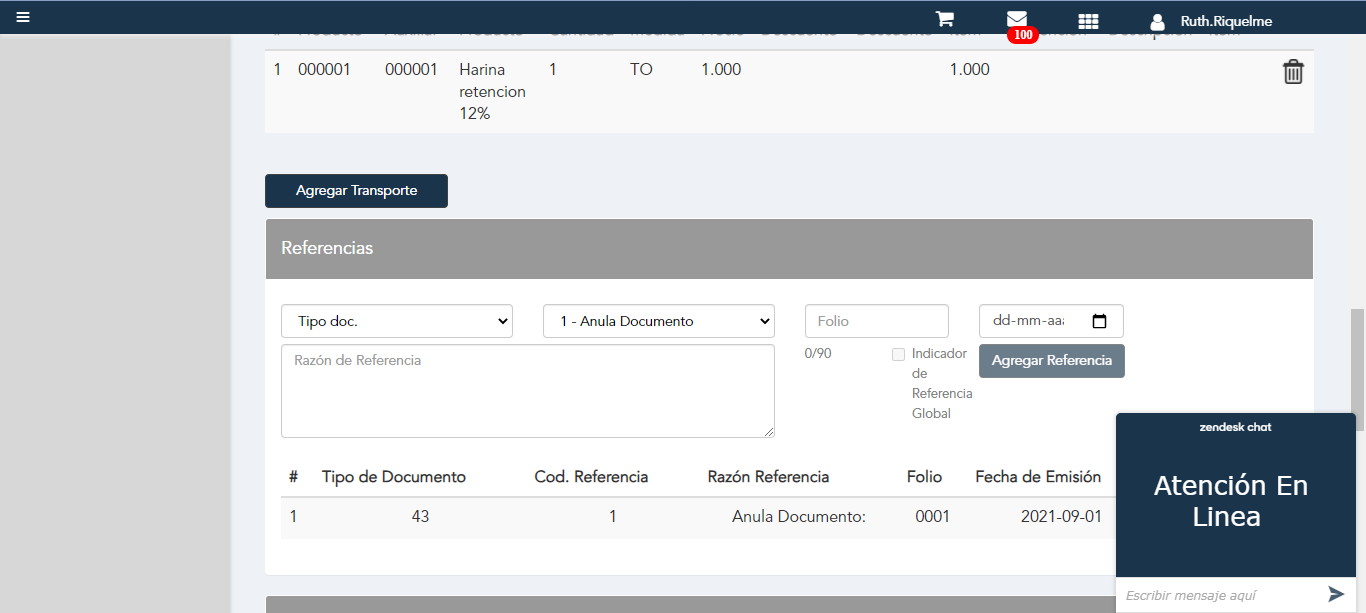 Ruth.Riquelme
100
1 000001 000001 Harina retencion 12% 1 TO 1.000 1.000
Agregar Transporte
Referencias
Tipo doc. 1 - Anula Documento Folio dd-mm-aaa
Razón de Referencia 0/90 Indicador de Referencia Global Agregar Referencia
zendesk chat
Atención En
Linea
# Tipo de Documento Cod. Referencia Razón Referencia Folio Fecha de Emisión
1 43 1 Anula Documento: 0001 2021-09-01
Escribir mensaje aquí